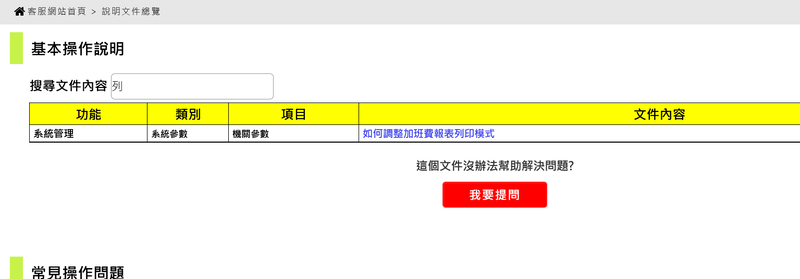 客服網站首頁 > 說明文件總覽
基本操作說明
搜尋文件內容 列
功能 類別 項目 文件內容
系統管理 系統參數 機關參數 如何調整加班費報表列印模式
這個文件沒辦法幫助解決問題?
我要提問
常見操作問題